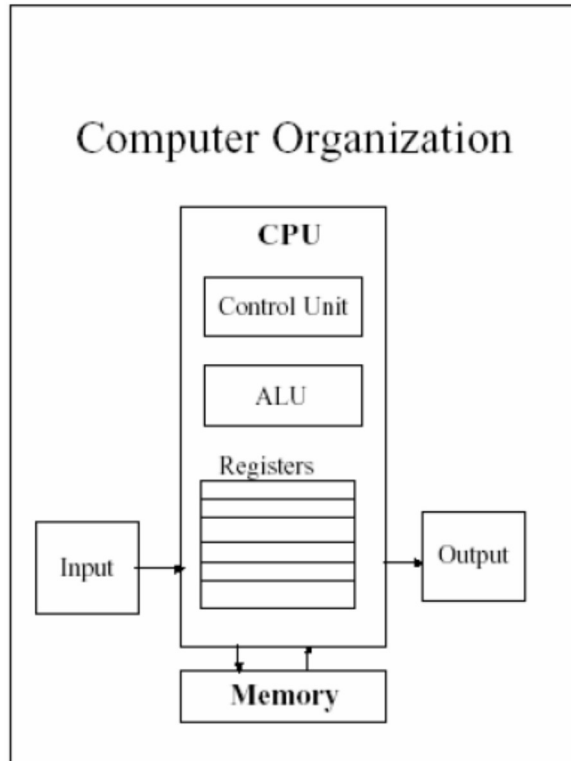 Computer Organization
CPU
Control Unit
ALU
Registers
Input
Output
Memory